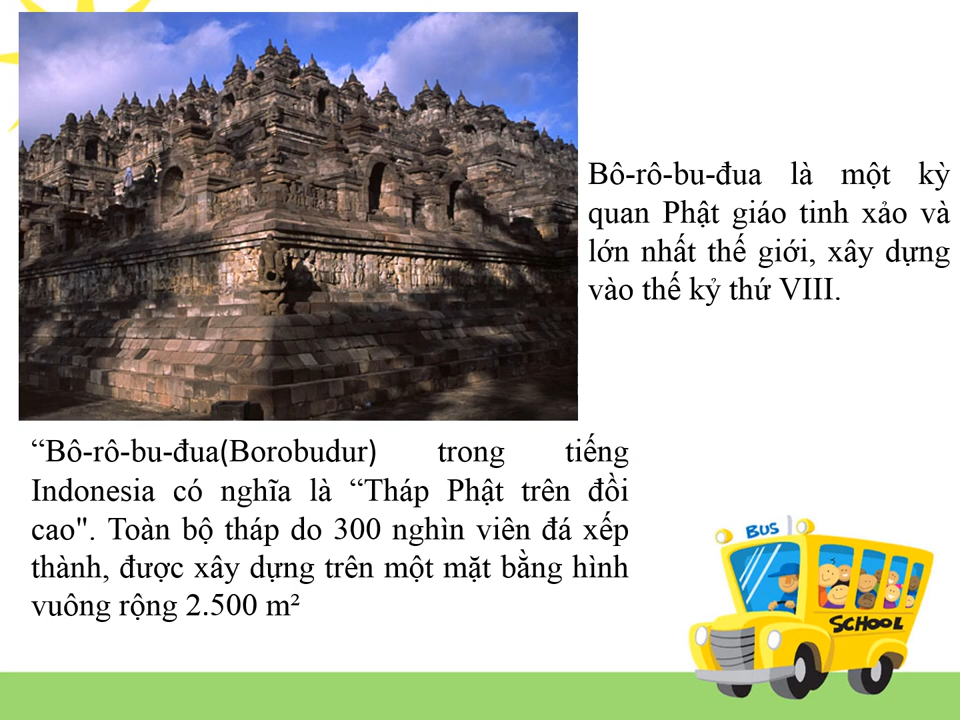 Bô-rô-bu-đua là một kỳ
quan Phật giáo tinh xảo và
lớn nhất thế giới, xây dựng
vào thế kỷ thứ VIII.
“Bô-rô-bu-đua(Borobudur) trong tiếng
Indonesia có nghĩa là “Tháp Phật trên đồi
cao". Toàn bộ tháp do 300 nghìn viên đá xếp
thành, được xây dựng trên một mặt bằng hình
vuông rộng 2.500 m²
BUS
SCHOOL